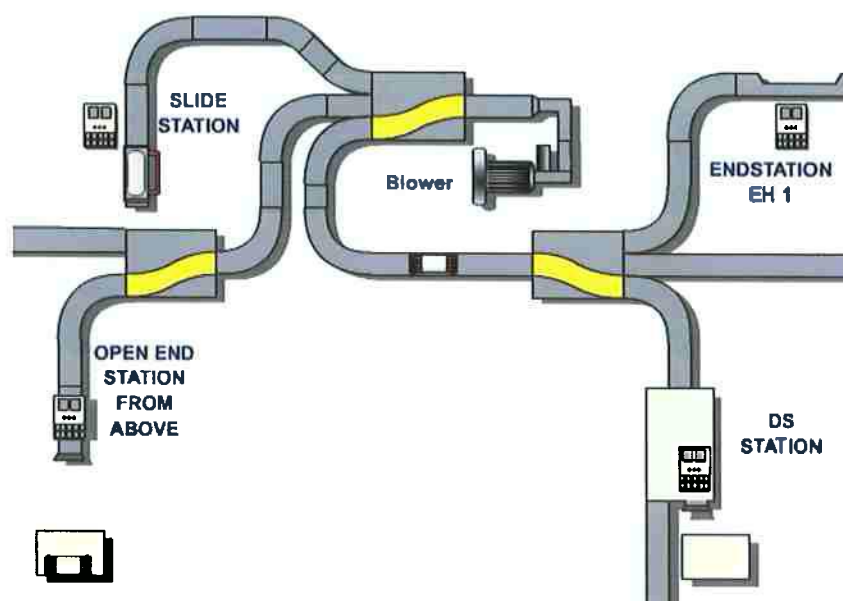 SLIDE
STATION
Blower
ENDSTATION
EH 1
OPEN END
STATION
FROM
ABOVE
DS
STATION